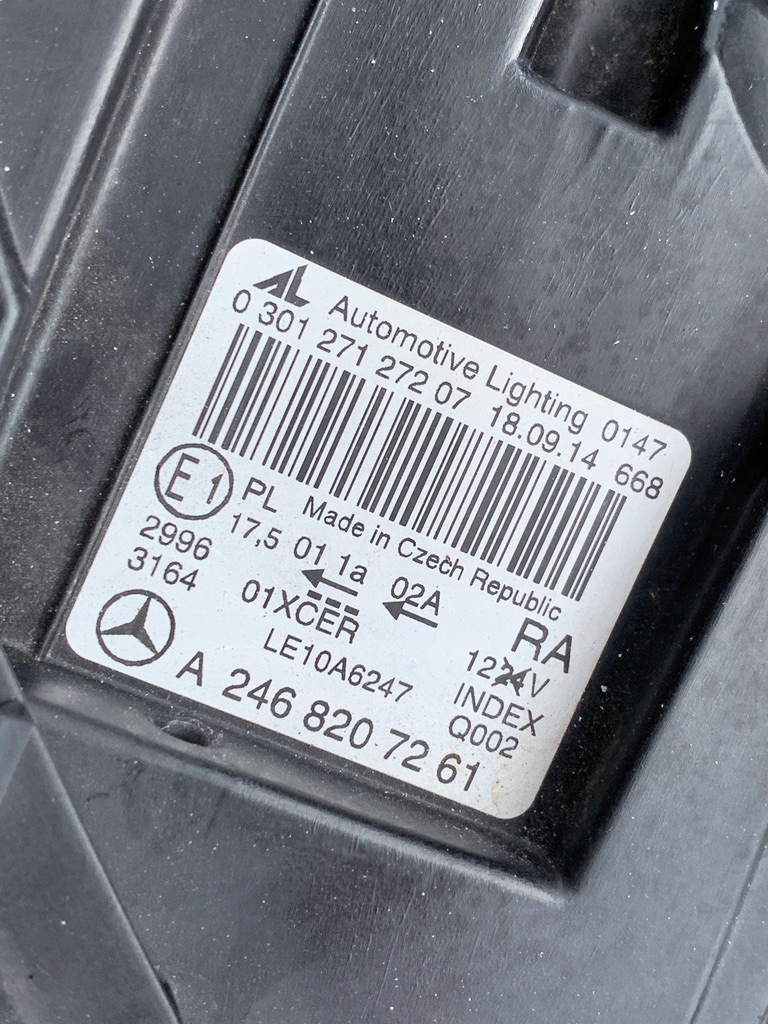 AL Automotive Lighting 0147
0 301 271 272 07 18.09.14 668
E1 PL Made in Czech Republic
17,5 01 1a 02A
2996
3164
01XCER
RA
LE10A6247
1224V
INDEX
Q002
A 246 820 72 61